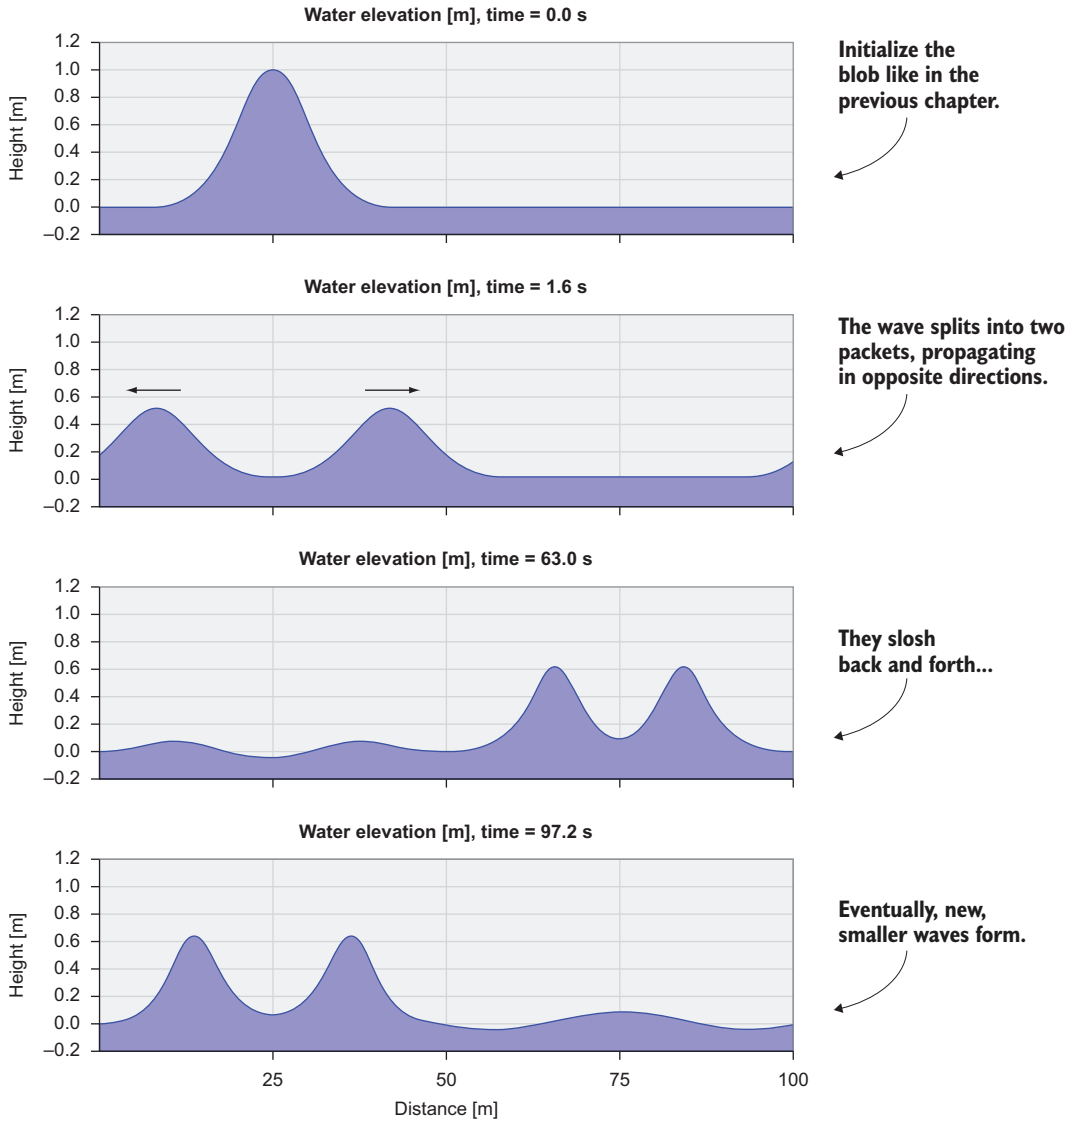 Water elevation [m], time = 0.0 s
1.2
1.0
0.8
0.6
0.4
0.2
0.0
–0.2
Height [m]
Initialize the
blob like in the
previous chapter.
Water elevation [m], time = 1.6 s
1.2
1.0
0.8
0.6
0.4
0.2
0.0
–0.2
Height [m]
The wave splits into two
packets, propagating
in opposite directions.
Water elevation [m], time = 63.0 s
1.2
1.0
0.8
0.6
0.4
0.2
0.0
–0.2
Height [m]
They slosh
back and forth...
Water elevation [m], time = 97.2 s
1.2
1.0
0.8
0.6
0.4
0.2
0.0
–0.2
Height [m]
Eventually, new,
smaller waves form.
25 50 75 100
Distance [m]